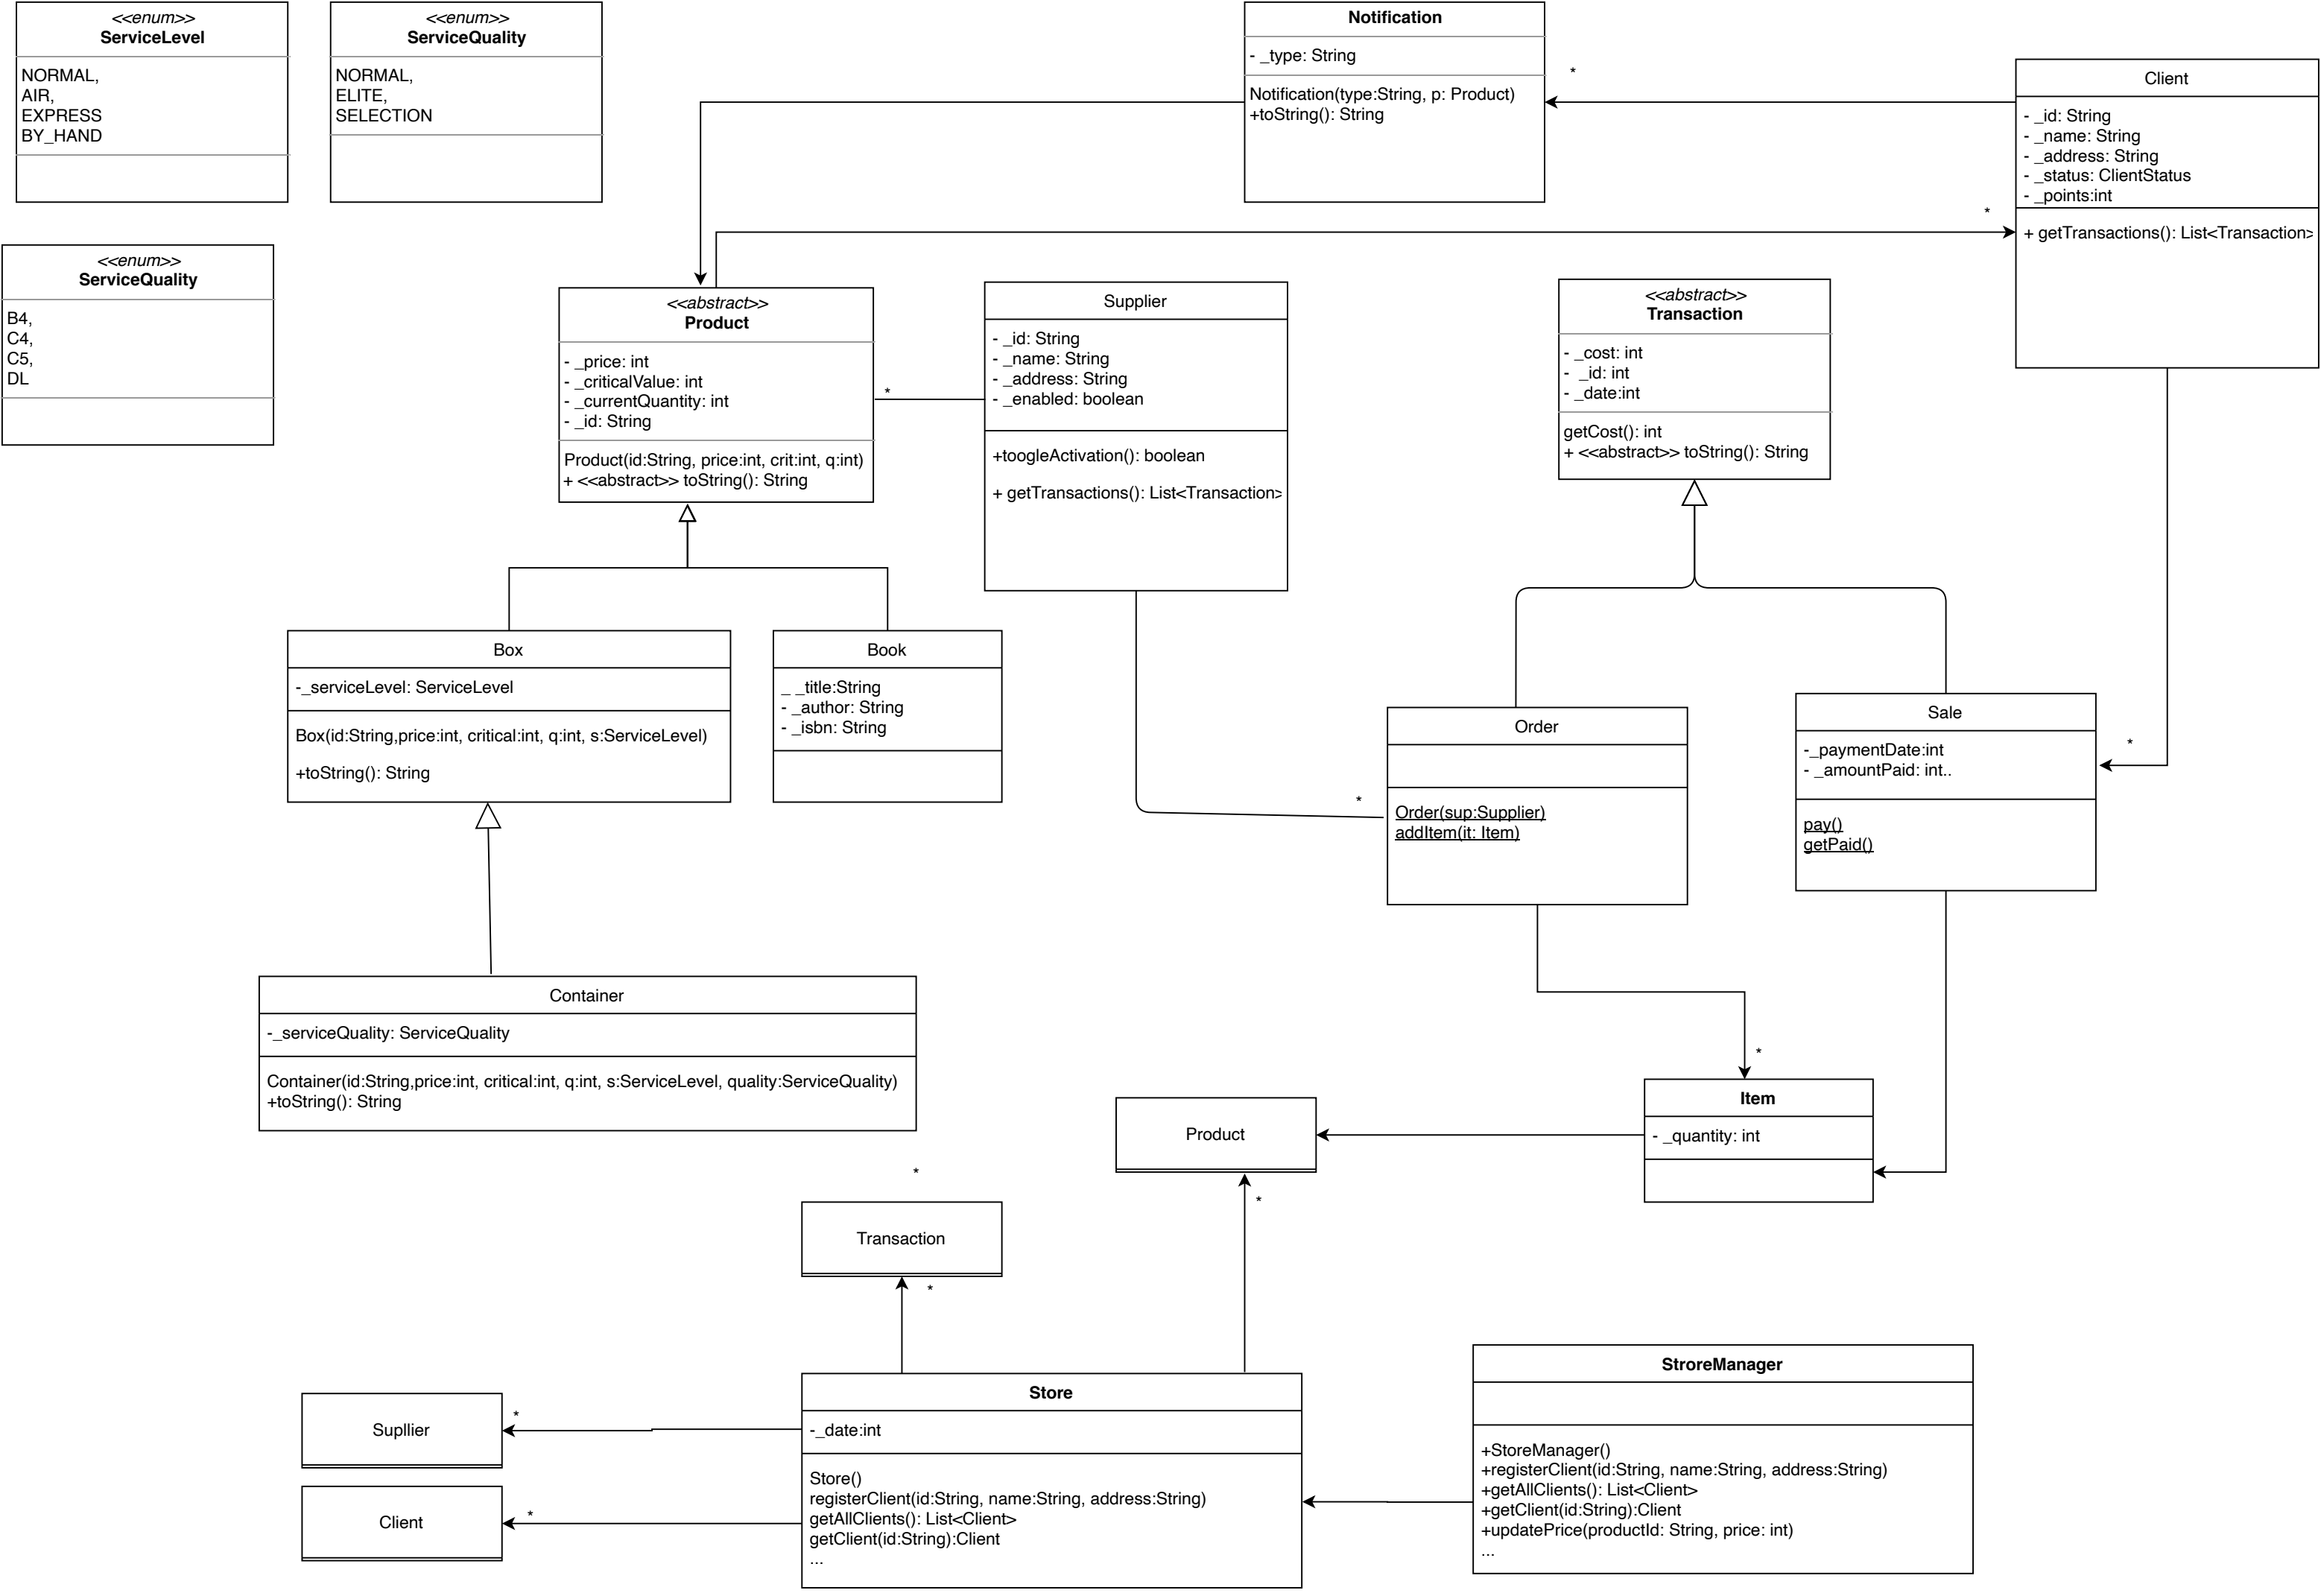 <<enum>>
ServiceLevel
NORMAL,
AIR,
EXPRESS
BY_HAND
<<enum>>
ServiceQuality
NORMAL,
ELITE,
SELECTION
<<enum>>
ServiceQuality
B4,
C4,
C5,
DL
Notification
- _type: String
Notification(type:String, p: Product)
+toString(): String
*
Client
- _id: String
- _name: String
- _address: String
- _status: ClientStatus
- _points:int
+ getTransactions(): List<Transaction>
*
<<abstract>>
Product
- _price: int
- _criticalValue: int
- _currentQuantity: int
- _id: String
Product(id:String, price:int, crit:int, q:int)
+ <<abstract>> toString(): String
*
Supplier
- _id: String
- _name: String
- _address: String
- _enabled: boolean
+toogleActivation(): boolean
+ getTransactions(): List<Transaction>
<<abstract>>
Transaction
- _cost: int
- _id: int
- _date:int
getCost(): int
+ <<abstract>> toString(): String
Box
-_serviceLevel: ServiceLevel
Box(id:String,price:int, critical:int, q:int, s:ServiceLevel)
+toString(): String
Book
_ _title:String
- _author: String
- _isbn: String
Order
Order(sup:Supplier)
addItem(it: Item)
*
Sale
-_paymentDate:int
- _amountPaid: int..
pay()
getPaid()
*
Container
-_serviceQuality: ServiceQuality
Container(id:String,price:int, critical:int, q:int, s:ServiceLevel, quality:ServiceQuality)
+toString(): String
*
Item
- _quantity: int
Product
*
*
Transaction
*
Supllier
*
Client
*
Store
-_date:int
Store()
registerClient(id:String, name:String, address:String)
getAllClients(): List<Client>
getClient(id:String):Client
...
StroreManager
+StoreManager()
+registerClient(id:String, name:String, address:String)
+getAllClients(): List<Client>
+getClient(id:String):Client
+updatePrice(productId: String, price: int)
...